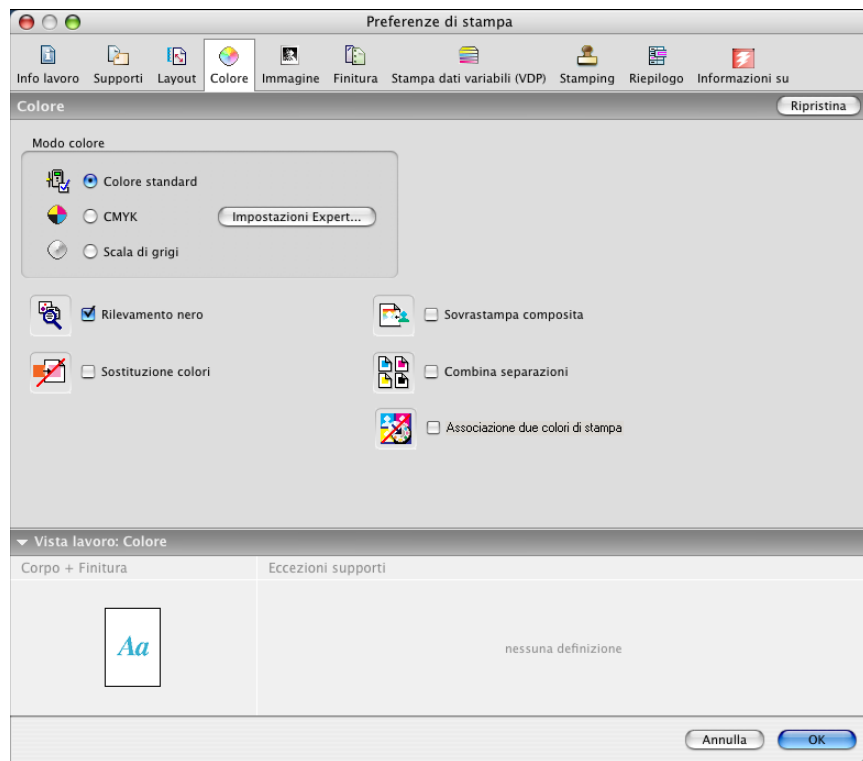 Preferenze di stampa
Info lavoro Supporti Layout Colore Immagine Finitura Stampa dati variabili (VDP) Stamping Riepilogo Informazioni su
Colore Ripristina
Modo colore
Colore standard
CMYK Impostazioni Expert...
Scala di grigi
Rilevamento nero Sovrastampa composita
Sostituzione colori Combina separazioni
Associazione due colori di stampa
Vista lavoro: Colore
Corpo + Finitura Eccezioni supporti
Aa nessuna definizione
Annulla OK